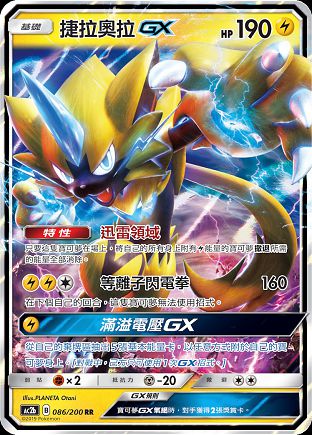 基礎 捷拉奧拉GX HP 190
特性 迅雷領域
只要這隻寶可夢在場上，將自己的所有身上附有能量的寶可夢撤退所需
的能量全部消除。
等離子閃電拳 160
在下個自己的回合，這隻寶可夢無法使用招式。
滿溢電壓GX
從自己的棄牌區選出5張基本能量卡，以任意方式附於自己的寶
可夢身上。[對戰中，己方只可使用1次GX招式。]
弱點 ×2 抵抗力 -20 撤退
Illus.PLANETA Otani
GX規則
AC2b D 086/200 RR
寶可夢GX氣絕時，對手獲得2張獎賞卡。
©2019 Pokémon